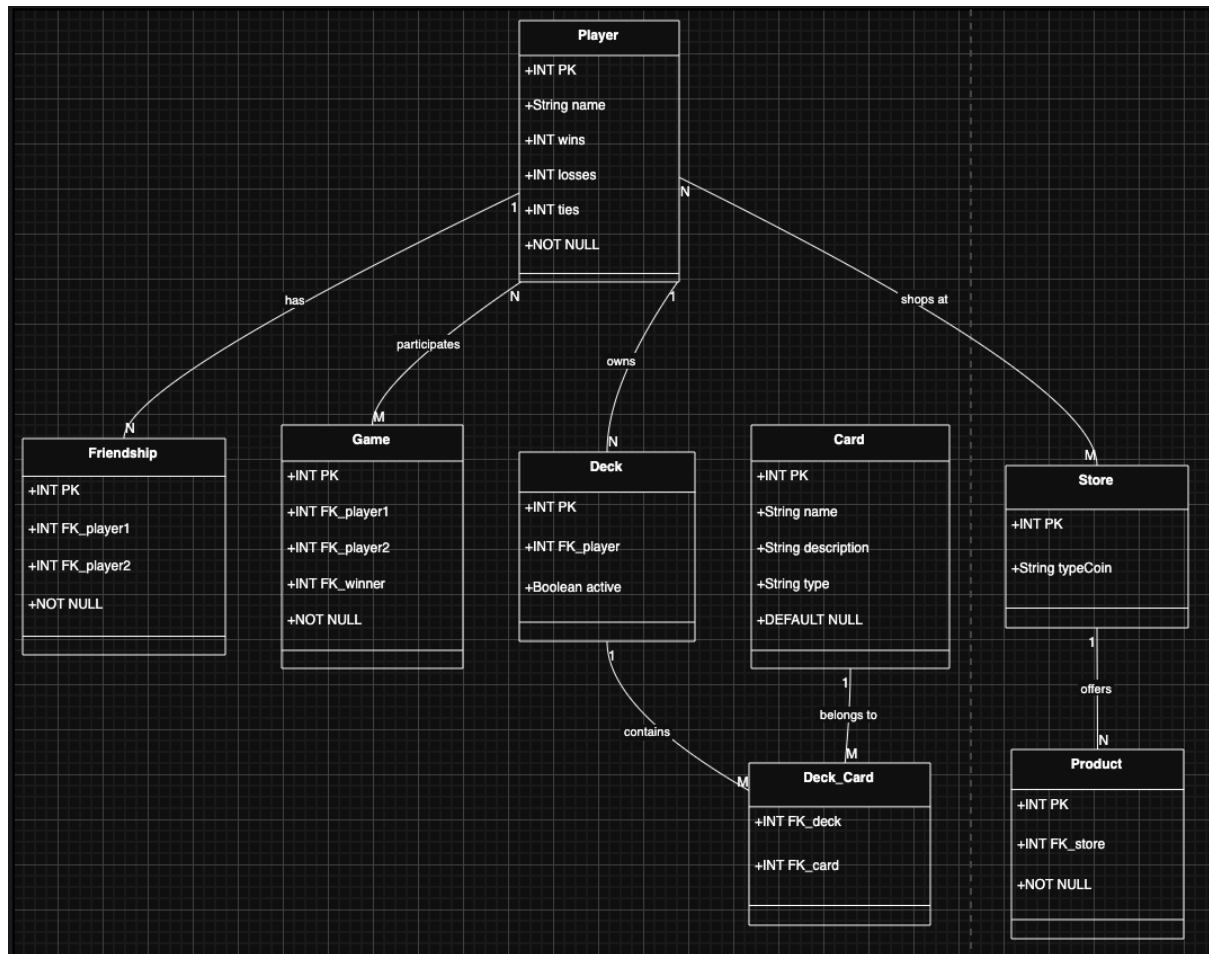 Player
+INT PK
+String name
+INT wins
+INT losses
+INT ties
+NOT NULL
1
N
N
1
has
participates
owns
shops at
N
M
N
M
Friendship
+INT PK
+INT FK_player1
+INT FK_player2
+NOT NULL
Game
+INT PK
+INT FK_player1
+INT FK_player2
+INT FK_winner
+NOT NULL
Deck
+INT PK
+INT FK_player
+Boolean active
Card
+INT PK
+String name
+String description
+String type
+DEFAULT NULL
Store
+INT PK
+String typeCoin
1
contains
M
1
belongs to
M
1
offers
N
Deck_Card
+INT FK_deck
+INT FK_card
Product
+INT PK
+INT FK_store
+NOT NULL